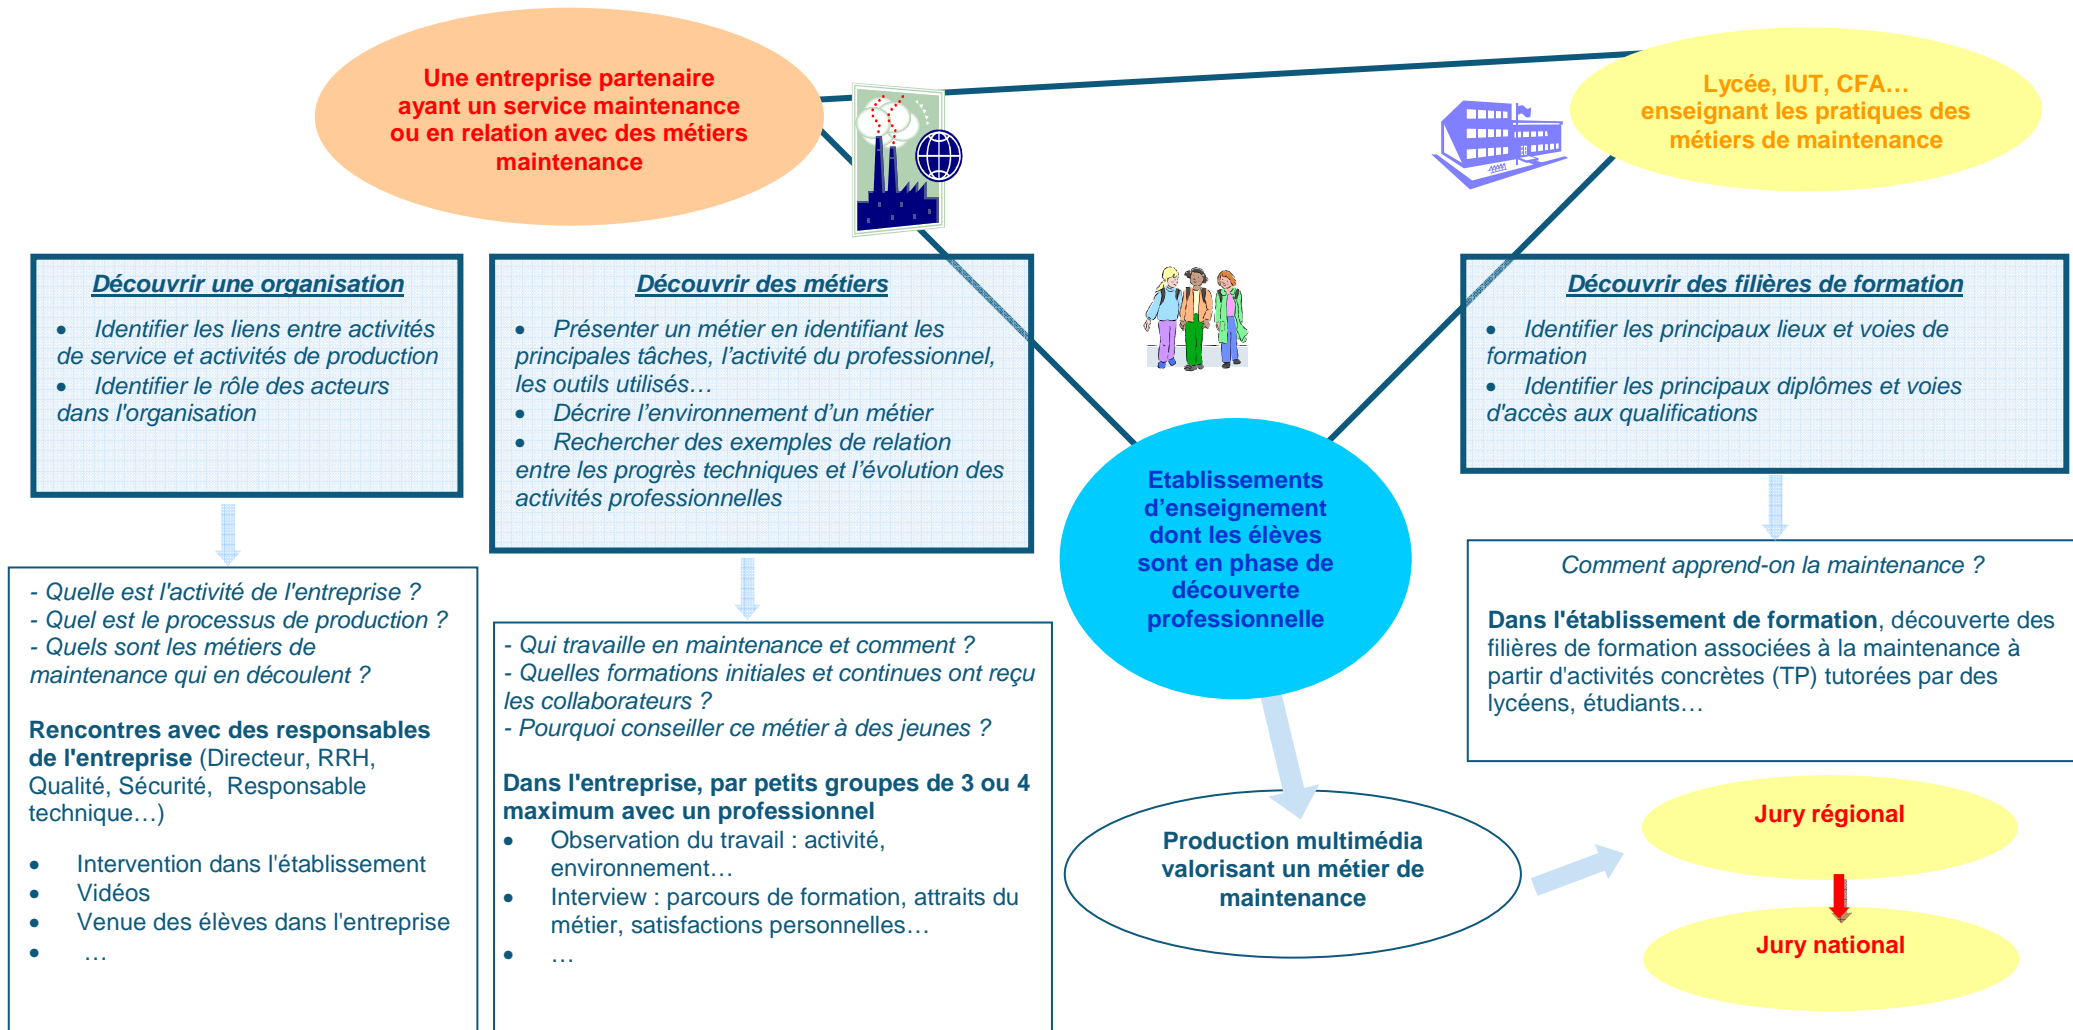 Une entreprise partenaire
ayant un service maintenance
ou en relation avec des métiers
maintenance
Lycée, IUT, CFA…
enseignant les pratiques des
métiers de maintenance
Découvrir une organisation
• Identifier les liens entre activités
de service et activités de production
• Identifier le rôle des acteurs
dans l'organisation
Découvrir des métiers
• Présenter un métier en identifiant les
principales tâches, l’activité du professionnel,
les outils utilisés…
• Décrire l’environnement d’un métier
• Rechercher des exemples de relation
entre les progrès techniques et l’évolution des
activités professionnelles
Découvrir des filières de formation
• Identifier les principaux lieux et voies de
formation
• Identifier les principaux diplômes et voies
d'accès aux qualifications
Etablissements
d’enseignement
dont les élèves
sont en phase de
découverte
professionnelle
- Quelle est l'activité de l'entreprise ?
- Quel est le processus de production ?
- Quels sont les métiers de
maintenance qui en découlent ?
Rencontres avec des responsables
de l'entreprise (Directeur, RRH,
Qualité, Sécurité, Responsable
technique…)
• Intervention dans l'établissement
• Vidéos
• Venue des élèves dans l'entreprise
• …
- Qui travaille en maintenance et comment ?
- Quelles formations initiales et continues ont reçu
les collaborateurs ?
- Pourquoi conseiller ce métier à des jeunes ?
Dans l'entreprise, par petits groupes de 3 ou 4
maximum avec un professionnel
• Observation du travail : activité,
environnement…
• Interview : parcours de formation, attraits du
métier, satisfactions personnelles…
• …
Comment apprend-on la maintenance ?
Dans l'établissement de formation, découverte des
filières de formation associées à la maintenance à
partir d'activités concrètes (TP) tutorées par des
lycéens, étudiants…
Production multimédia
valorisant un métier de
maintenance
Jury régional
Jury national